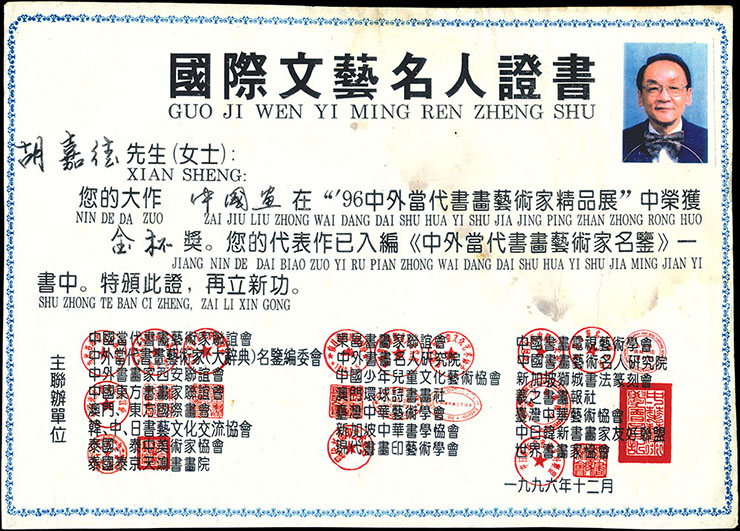 國際文藝名人證書
GUO JI WEN YI MING REN ZHENG SHU
胡嘉德先生(女士):
XIAN SHENG:
您的大作 中國畫 在“'96中外當代書畫藝術家精品展”中榮獲
NIN DE DA ZUO ZAI JIU LIU ZHONG WAI DANG DAI SHU HUA YI SHU JIA JING PING ZHAN ZHONG RONG HUO
金杯獎。您的代表作已入編《中外當代書畫藝術家名鑒》一
JIANG NIN DE DAI BIAO ZUO YI RU PIAN ZHONG WAI DANG DAI SHU HUA YI SHU JIA MING JIAN YI
書中。特頒此證,再立新功。
SHU ZHONG TE BAN CI ZHENG, ZAI LI XIN GONG
主聯辦單位
中國當代書畫藝術家聯誼會
中外當代書畫藝術家(大辭典)名鑒編委會
中外書畫家西安聯誼會
中國東方書畫家聯誼會
澳門、東方國際畫會
韓、中、日書藝文化交流協會
泰國、泰中美術家協會
泰國泰京天鴻書畫院
東當書畫家聯誼會
中外書畫名人研究院
中國少年兒童文化藝術協會
澳門環球詩書畫社
臺灣中華藝術學會
新加坡中華書學協會
現代書畫印藝術學會
中國書畫電視藝術學會
中國書畫藝術名人研究院
新加坡獅城書法篆刻會
羲之書畫報社
臺灣中華藝術協會
中日韓新書畫家友好聯盟
世界書畫家協會
一九九六年十二月